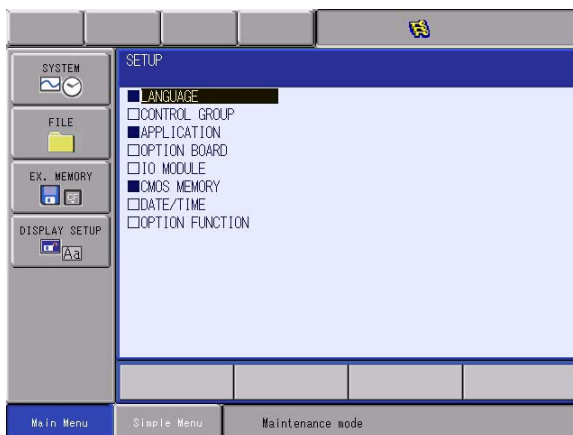 SYSTEM
FILE
EX. MEMORY
DISPLAY SETUP
Aa
SETUP
LANGUAGE
CONTROL GROUP
APPLICATION
OPTION BOARD
IO MODULE
CMOS MEMORY
DATE/TIME
OPTION FUNCTION
Main Menu
Simple Menu
Maintenance mode